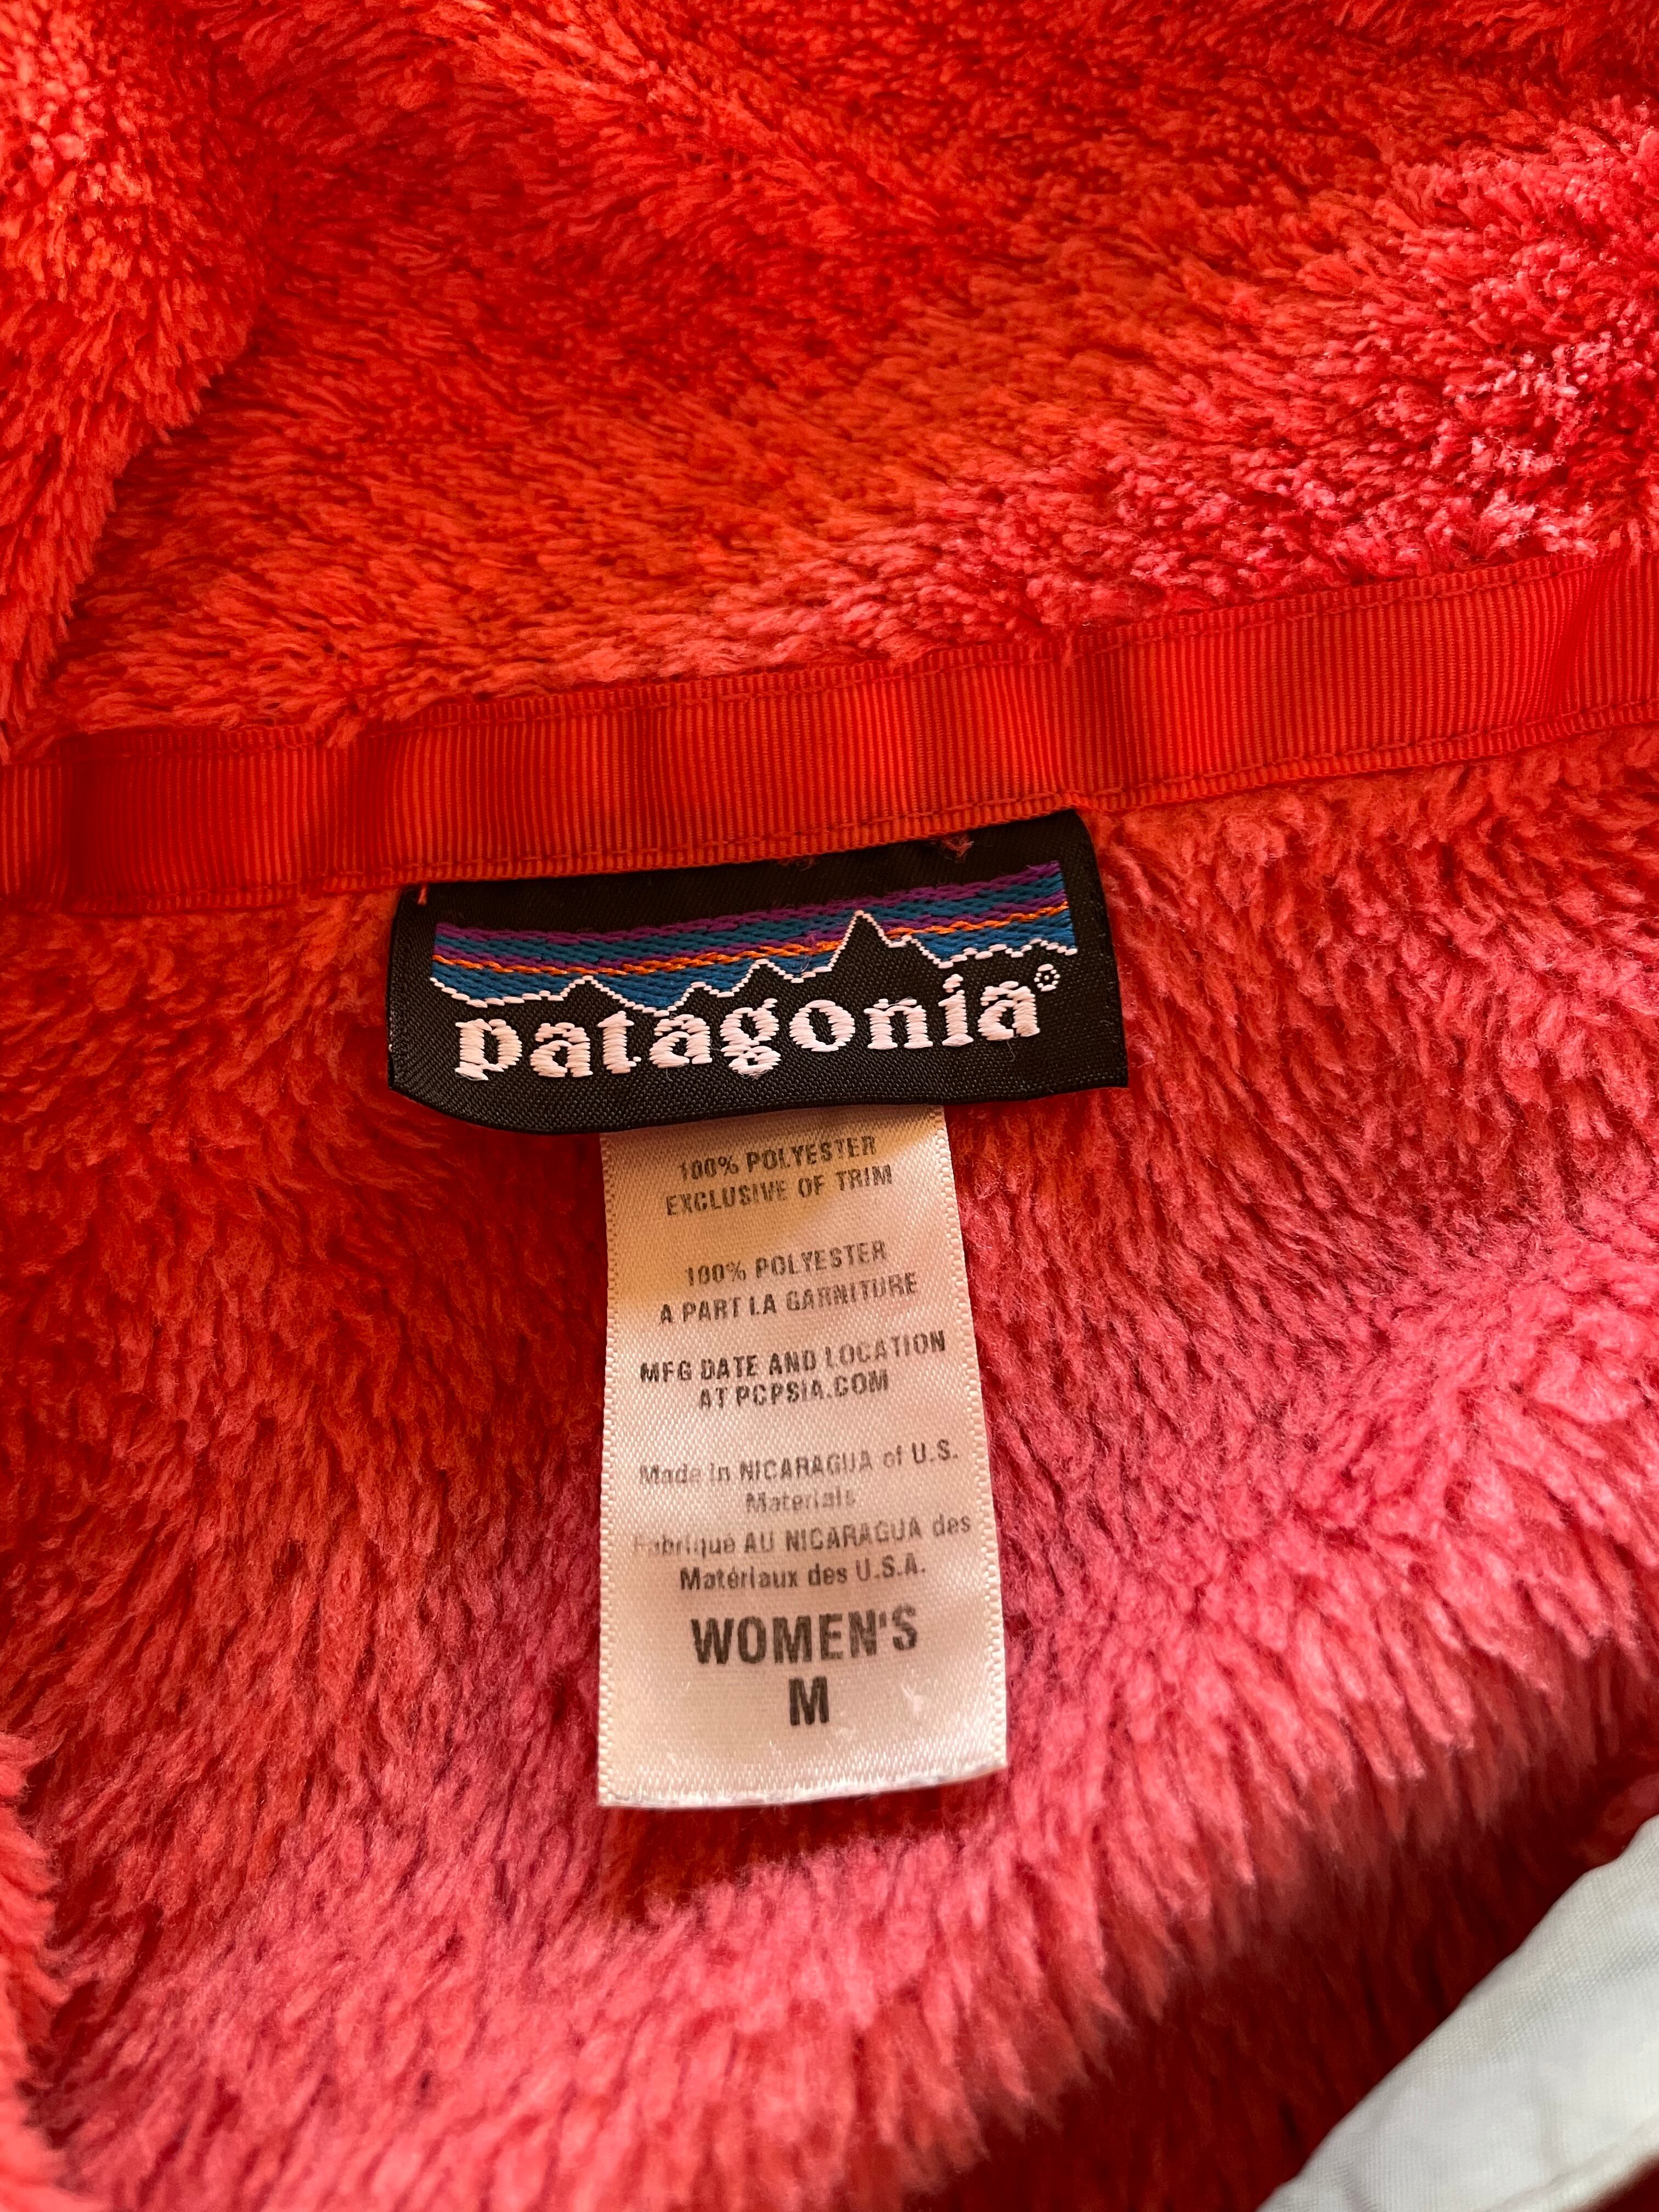 patagonia®
100% POLYESTER
EXCLUSIVE OF TRIM
100% POLYESTER
A PART LA GARNITURE
MFG DATE AND LOCATION
AT PCPSIA.COM
Made in NICARAGUA of U.S.
Materials
Fabriqué AU NICARAGUA des
Matériaux des U.S.A.
WOMEN'S
M